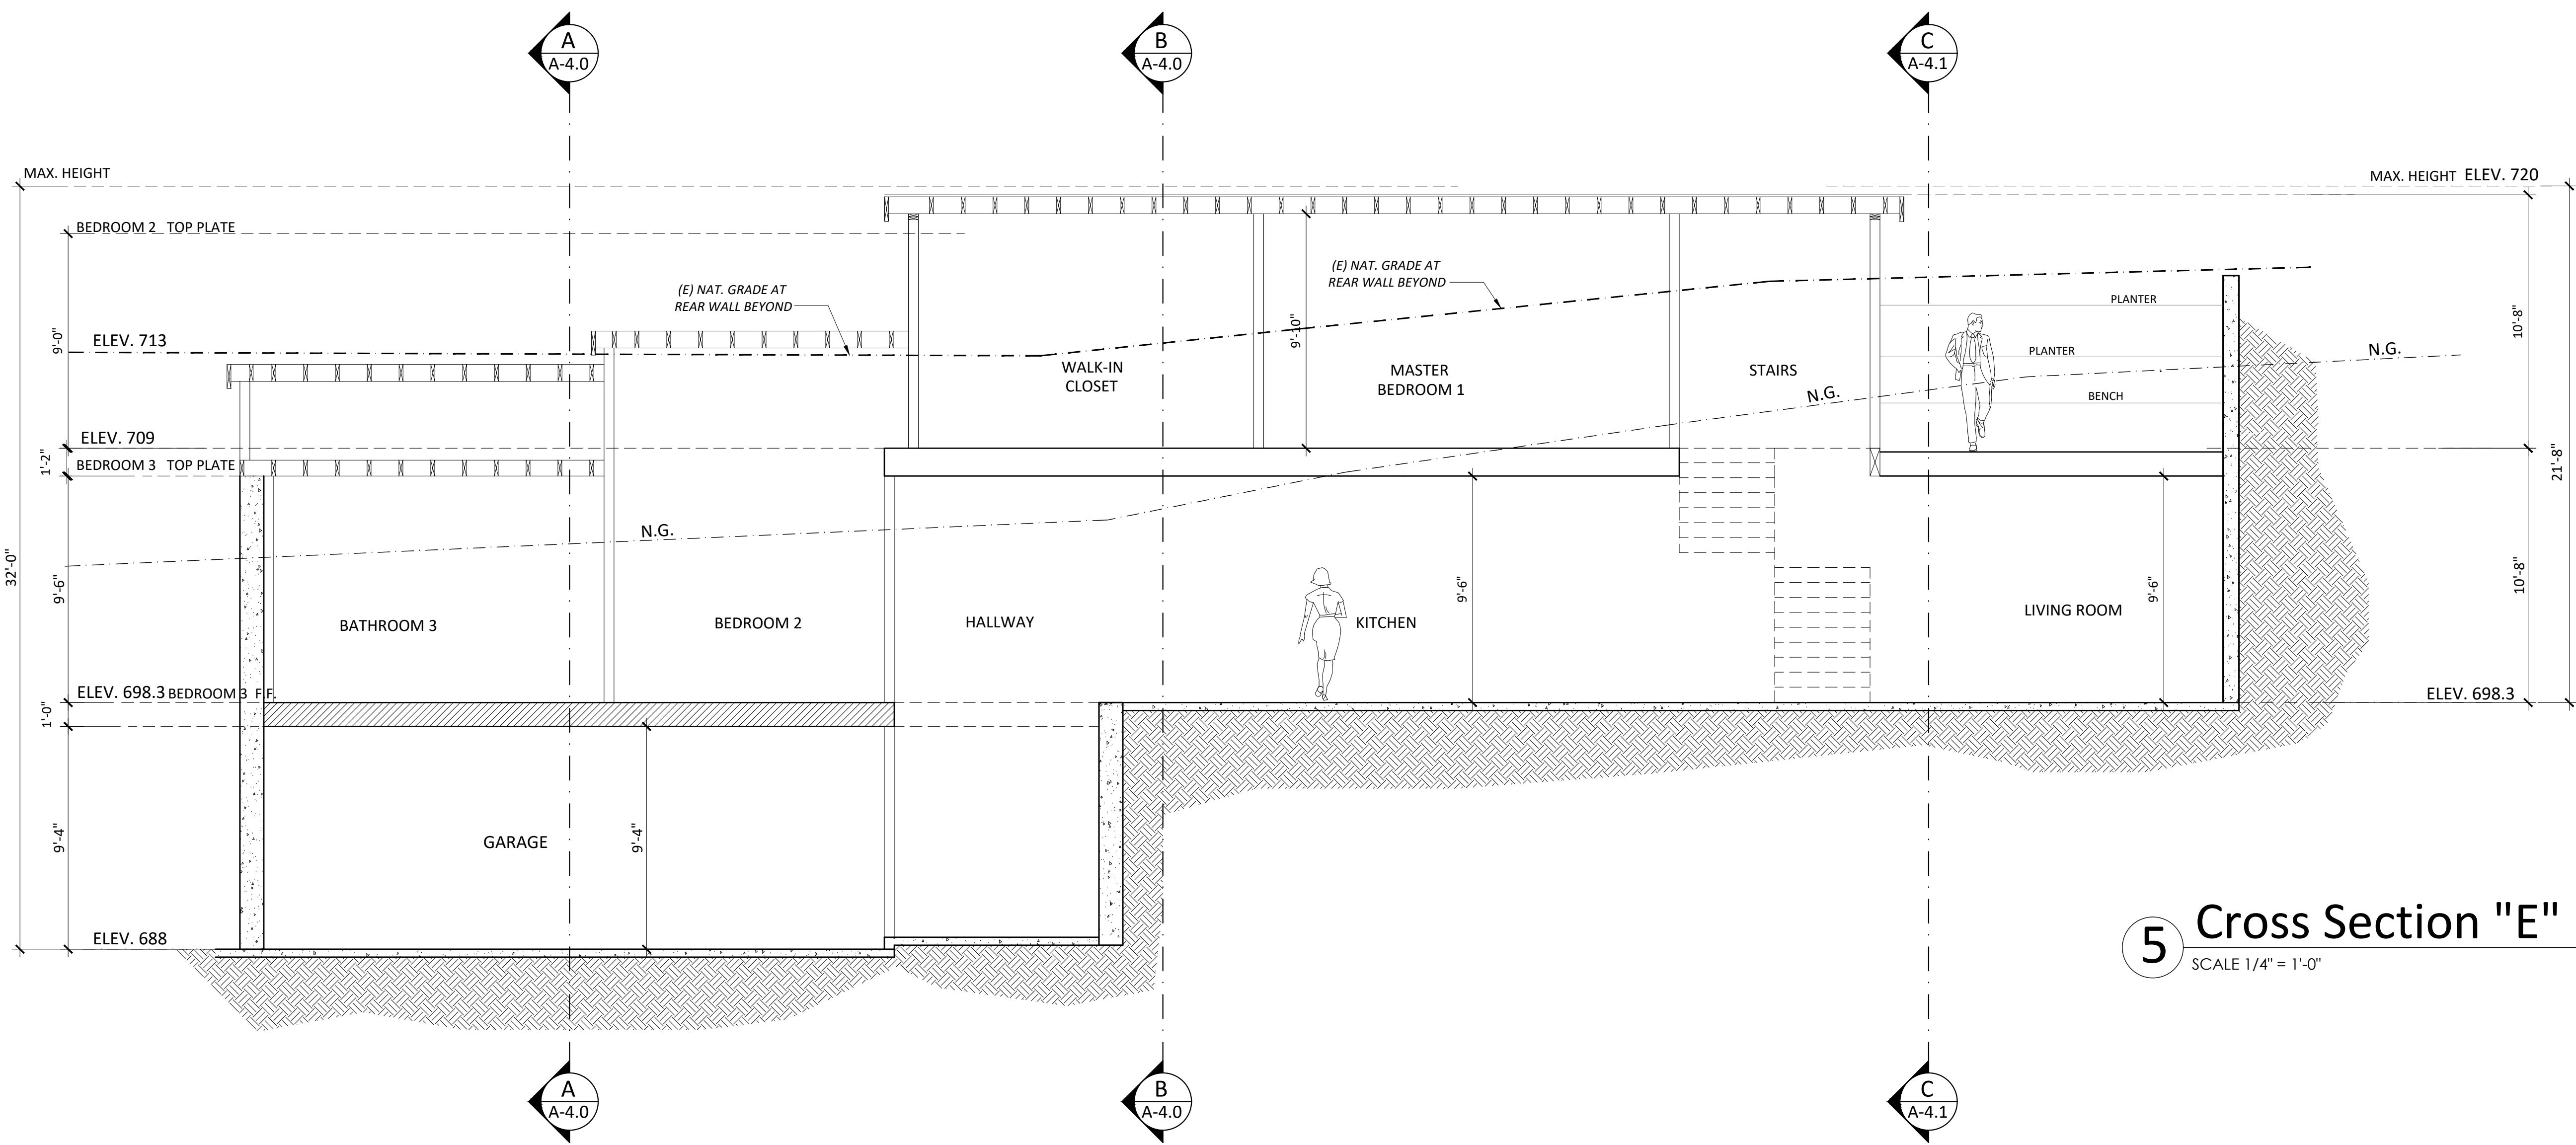 A
A-4.0
B
A-4.0
C
A-4.1
MAX. HEIGHT
MAX. HEIGHT ELEV. 720
BEDROOM 2 TOP PLATE
(E) NAT. GRADE AT
REAR WALL BEYOND
(E) NAT. GRADE AT
REAR WALL BEYOND
PLANTER
9'-0"
ELEV. 713
9'-10"
10'-8"
PLANTER
N.G.
WALK-IN
CLOSET
MASTER
BEDROOM 1
STAIRS
N.G.
BENCH
ELEV. 709
1'-2"
BEDROOM 3 TOP PLATE
21'-8"
N.G.
32'-0"
9'-6"
9'-6"
9'-6"
10'-8"
BATHROOM 3
BEDROOM 2
HALLWAY
KITCHEN
LIVING ROOM
ELEV. 698.3 BEDROOM 3 F.F.
ELEV. 698.3
1'-0"
9'-4"
9'-4"
GARAGE
ELEV. 688
5
Cross Section "E"
SCALE 1/4" = 1'-0"
A
A-4.0
B
A-4.0
C
A-4.1